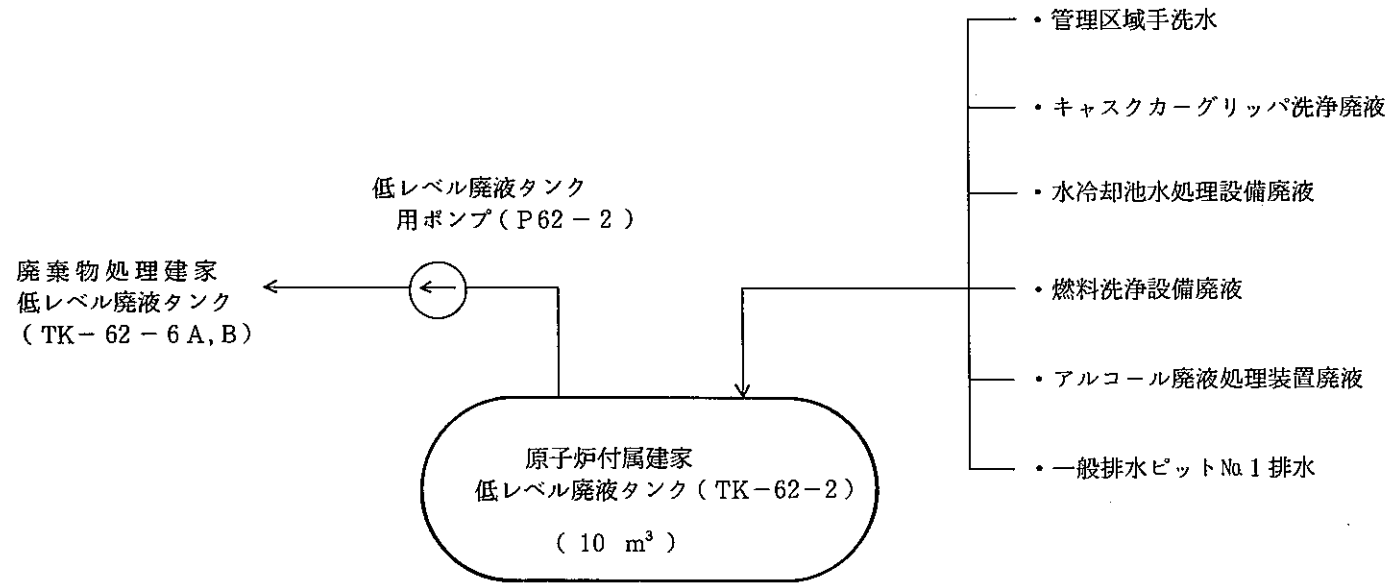 ・管理区域手洗水
・キャスクカーグリッパ洗浄廃液
・水冷却池水処理設備廃液
・燃料洗浄設備廃液
・アルコール廃液処理装置廃液
・一般排水ピット№1排水
低レベル廃液タンク
用ポンプ(P62-2)
廃棄物処理建家
低レベル廃液タンク
(TK-62-6A,B)
原子炉付属建家
低レベル廃液タンク(TK-62-2)
(10 m³)